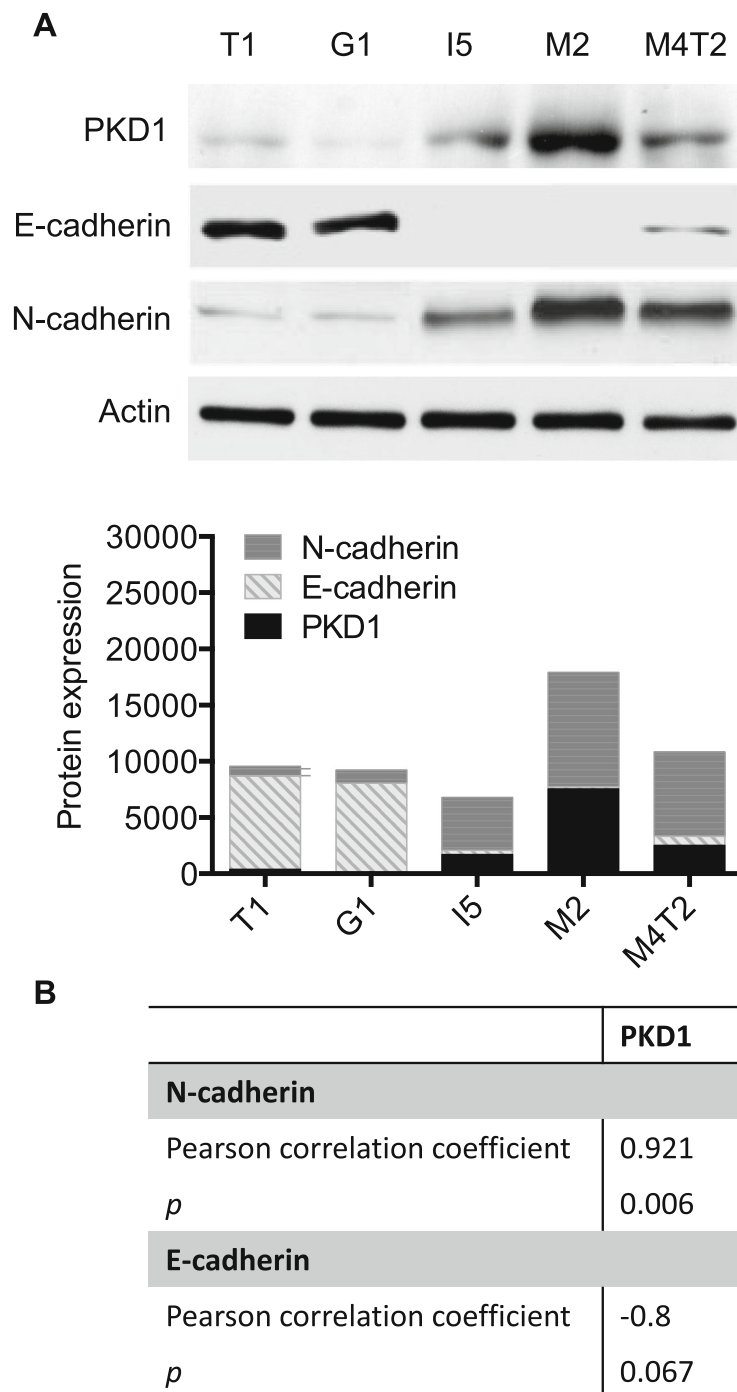 A
T1 G1 I5 M2 M4T2
PKD1
E-cadherin
N-cadherin
Actin
30000
25000
20000
15000
10000
5000
0
Protein expression
N-cadherin
E-cadherin
PKD1
T1 G1 I5 M2 M4T2
B
PKD1
N-cadherin
Pearson correlation coefficient 0.921
p 0.006
E-cadherin
Pearson correlation coefficient -0.8
p 0.067